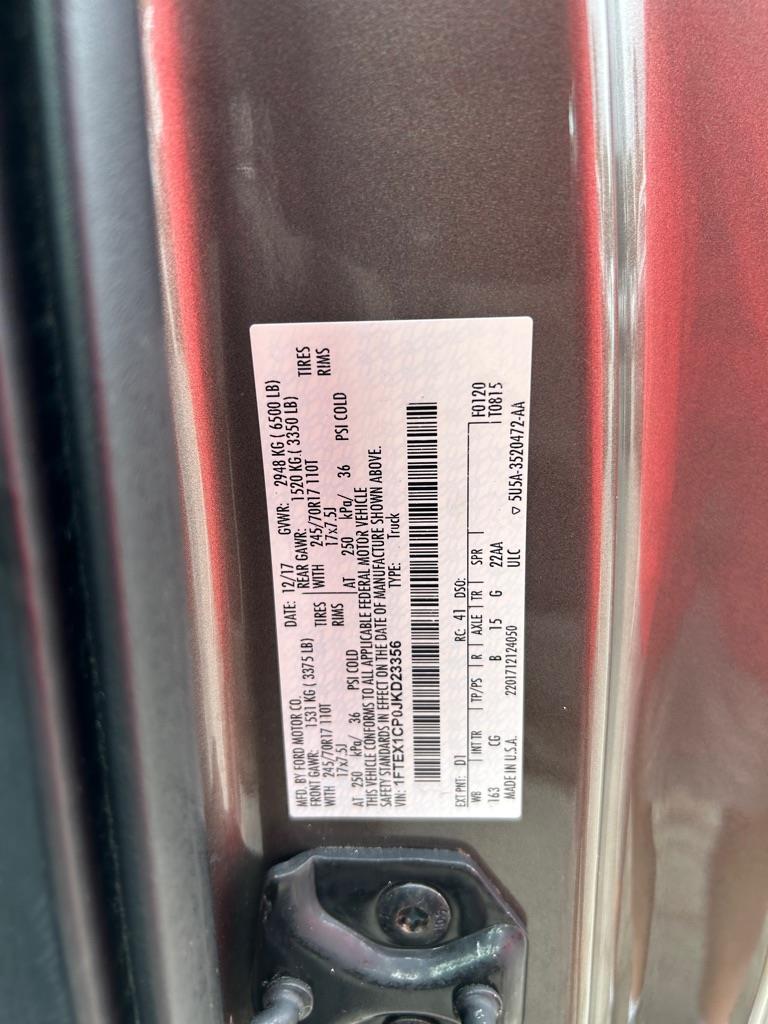 MFD. BY FORD MOTOR CO.
DATE: 12/17 GVWR: 2948 KG ( 6500 LB)
FRONT GAWR: 1531 KG ( 3375 LB) REAR GAWR: 1520 KG ( 3350 LB)
WITH 245/70R17 110T TIRES WITH 245/70R17 110T TIRES
17x7.5J RIMS 17x7.5J RIMS
AT 250 kPa/ 36 PSI COLD AT 250 kPa/ 36 PSI COLD
THIS VEHICLE CONFORMS TO ALL APPLICABLE FEDERAL MOTOR VEHICLE
SAFETY STANDARDS IN EFFECT ON THE DATE OF MANUFACTURE SHOWN ABOVE.
VIN: 1FTEX1CP0JKD23356 TYPE: Truck
EXT PNT: D1 RC: 41 DSO: F0120
WB INT TR TP/PS R AXLE TR SPR T0815
163 CG B 15 G 22AA
MADE IN U.S.A. 2201712124050 ULC ▽ 5U5A-3520472-AA